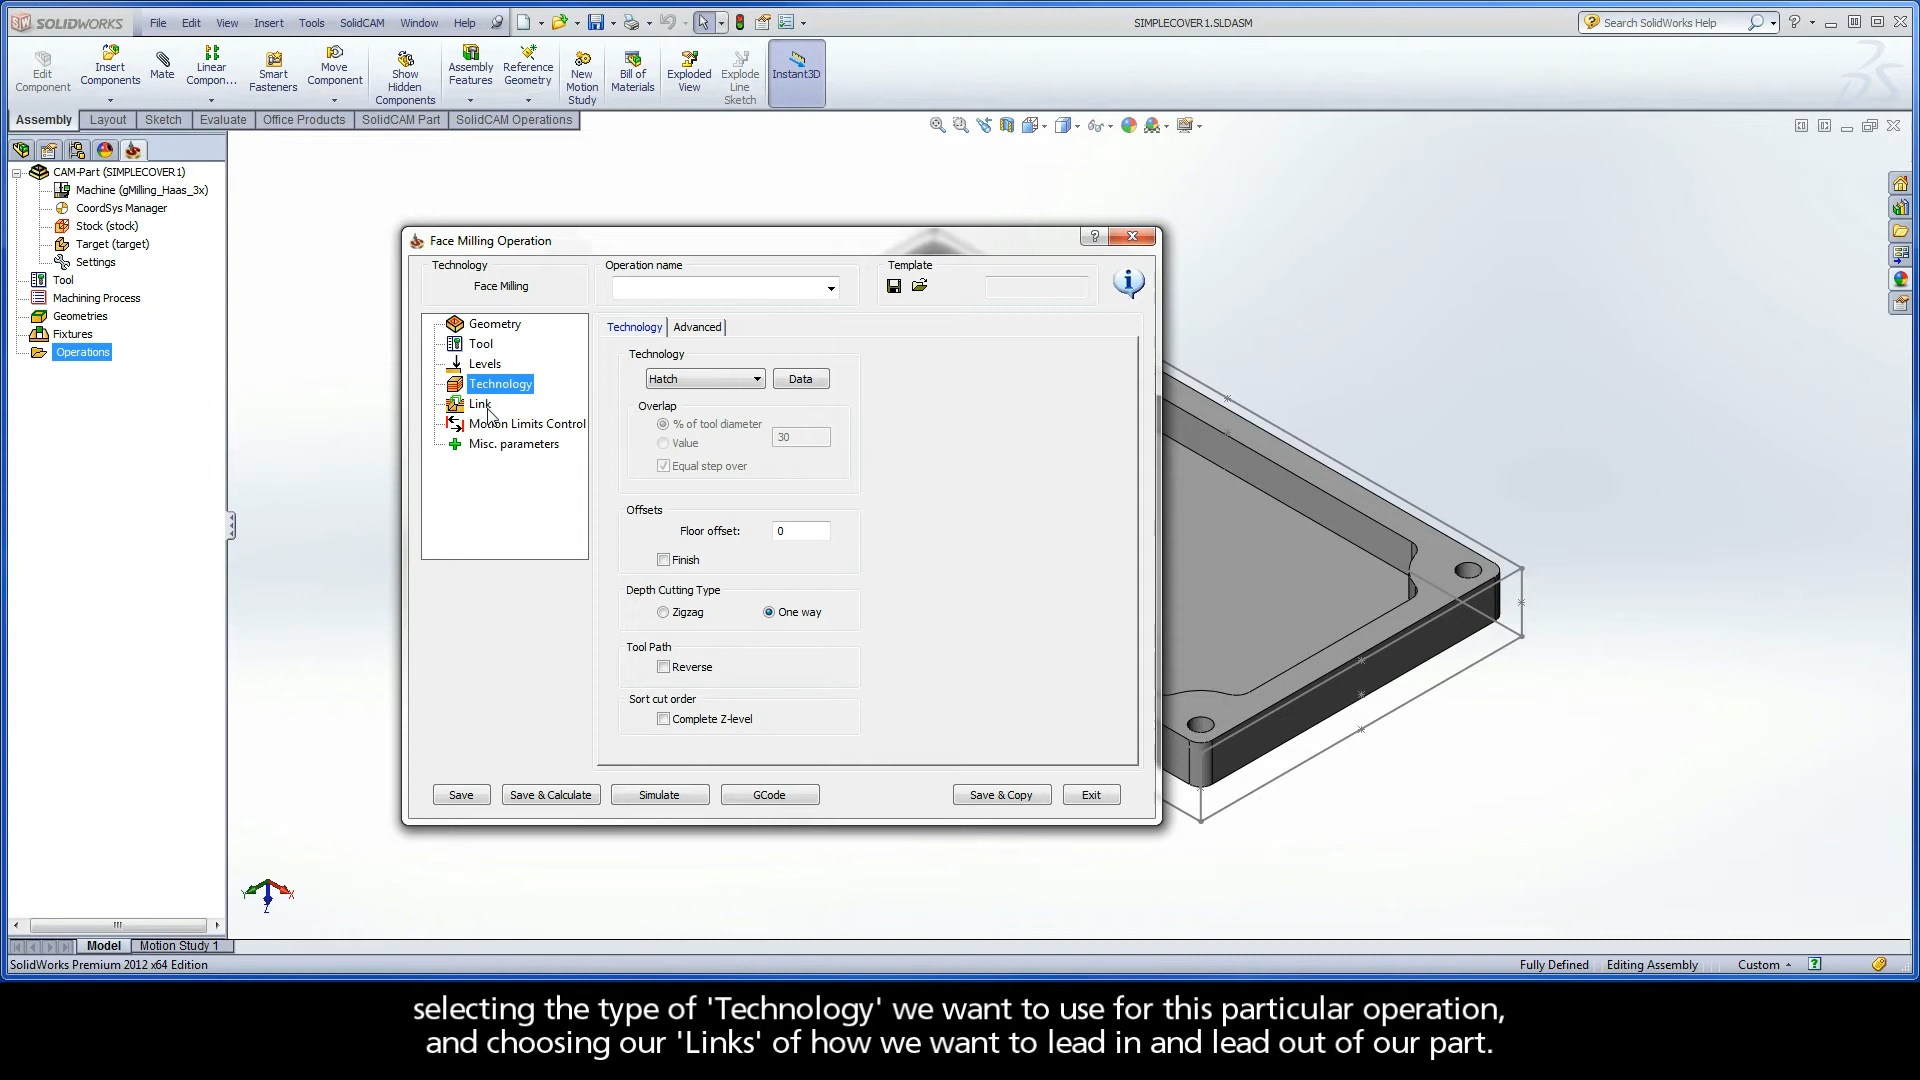 SOLIDWORKS File Edit View Insert Tools SolidCAM Window Help SIMPLECOVER1.SLDASM Search SolidWorks Help
Edit Component
Insert Components
Mate
Linear Compon...
Smart Fasteners
Move Component
Show Hidden Components
Assembly Features
Reference Geometry
New Motion Study
Bill of Materials
Exploded View
Explode Line Sketch
Instant3D
Assembly Layout Sketch Evaluate Office Products SolidCAM Part SolidCAM Operations
CAM-Part (SIMPLECOVER1)
Machine (gMilling_Haas_3x)
CoordSys Manager
Stock (stock)
Target (target)
Settings
Tool
Machining Process
Geometries
Fixtures
Operations
Face Milling Operation
Technology
Face Milling
Operation name
Template
Geometry
Tool
Levels
Technology
Link
Motion Limits Control
Misc. parameters
Technology Advanced
Technology
Hatch Data
Overlap
% of tool diameter 30
Value
Equal step over
Offsets
Floor offset: 0
Finish
Depth Cutting Type
Zigzag One way
Tool Path
Reverse
Sort cut order
Complete Z-level
Save Save & Calculate Simulate GCode Save & Copy Exit
Model Motion Study 1
SolidWorks Premium 2012 x64 Edition Fully Defined Editing Assembly Custom
selecting the type of 'Technology' we want to use for this particular operation,
and choosing our 'Links' of how we want to lead in and lead out of our part.